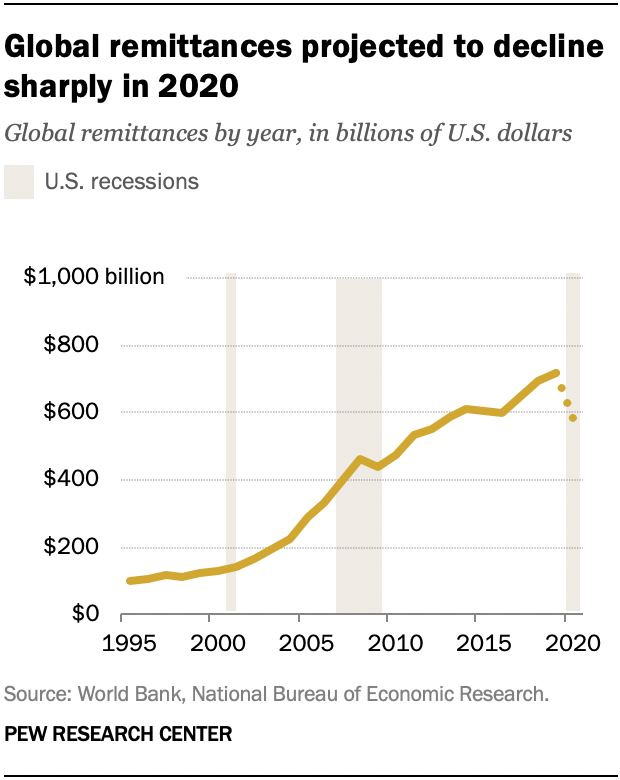 Global remittances projected to decline
sharply in 2020
Global remittances by year, in billions of U.S. dollars
U.S. recessions
$1,000 billion
$800
$600
$400
$200
$0
1995 2000 2005 2010 2015 2020
Source: World Bank, National Bureau of Economic Research.
PEW RESEARCH CENTER